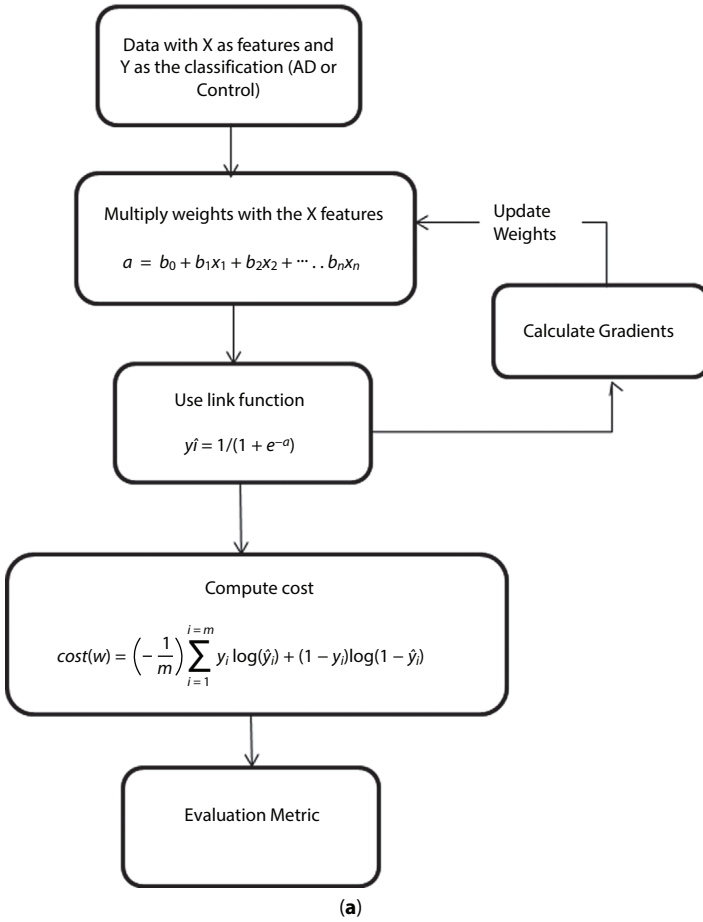 Data with X as features and
Y as the classification (AD or
Control)
Multiply weights with the X features
a = b₀ + b₁x₁ + b₂x₂ + ··· . . bₙxₙ
Update
Weights
Calculate Gradients
Use link function
yî = 1/(1 + e⁻ᵃ)
Compute cost
cost(w) = (− 1/m) ∑ i=1 i=m yᵢ log(ŷᵢ) + (1 − yᵢ)log(1 − ŷᵢ)
Evaluation Metric
(a)